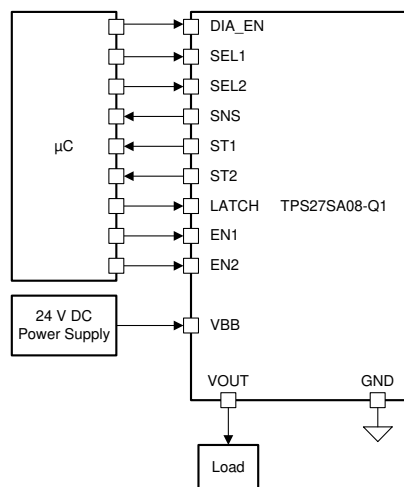 DIA_EN
SEL1
SEL2
SNS
µC
ST1
ST2
LATCH TPS27SA08-Q1
EN1
EN2
24 V DC
Power Supply
VBB
VOUT
GND
Load